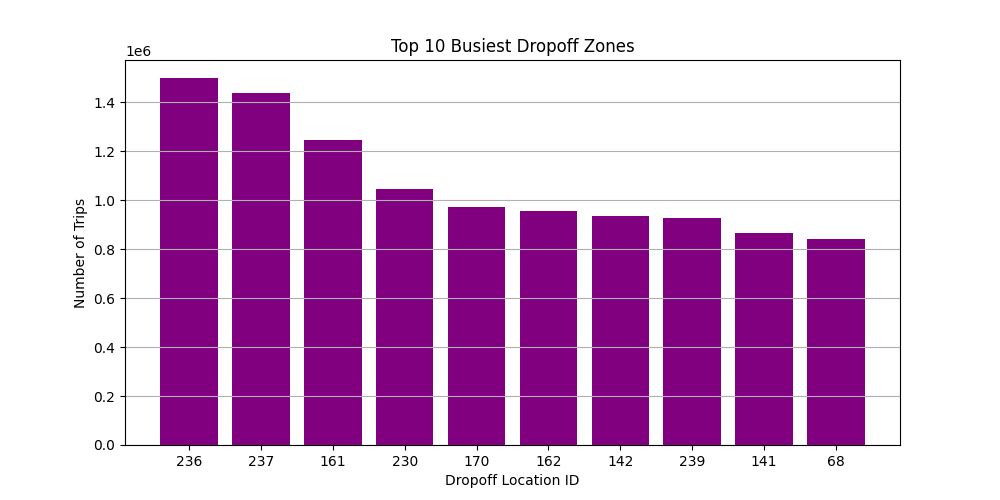 Top 10 Busiest Dropoff Zones
1e6
1.4
1.2
1.0
0.8
0.6
0.4
0.2
0.0
Number of Trips
236 237 161 230 170 162 142 239 141 68
Dropoff Location ID